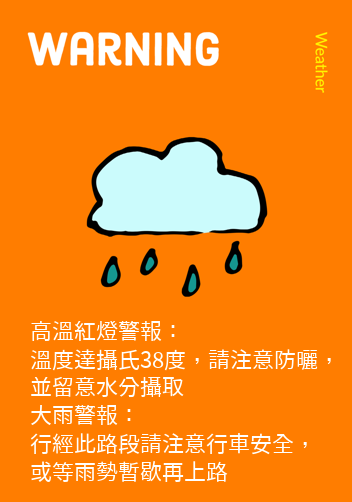 WARNING
Weather
高溫紅燈警報：
溫度達攝氏38度，請注意防曬，
並留意水分攝取
大雨警報：
行經此路段請注意行車安全，
或等雨勢暫歇再上路